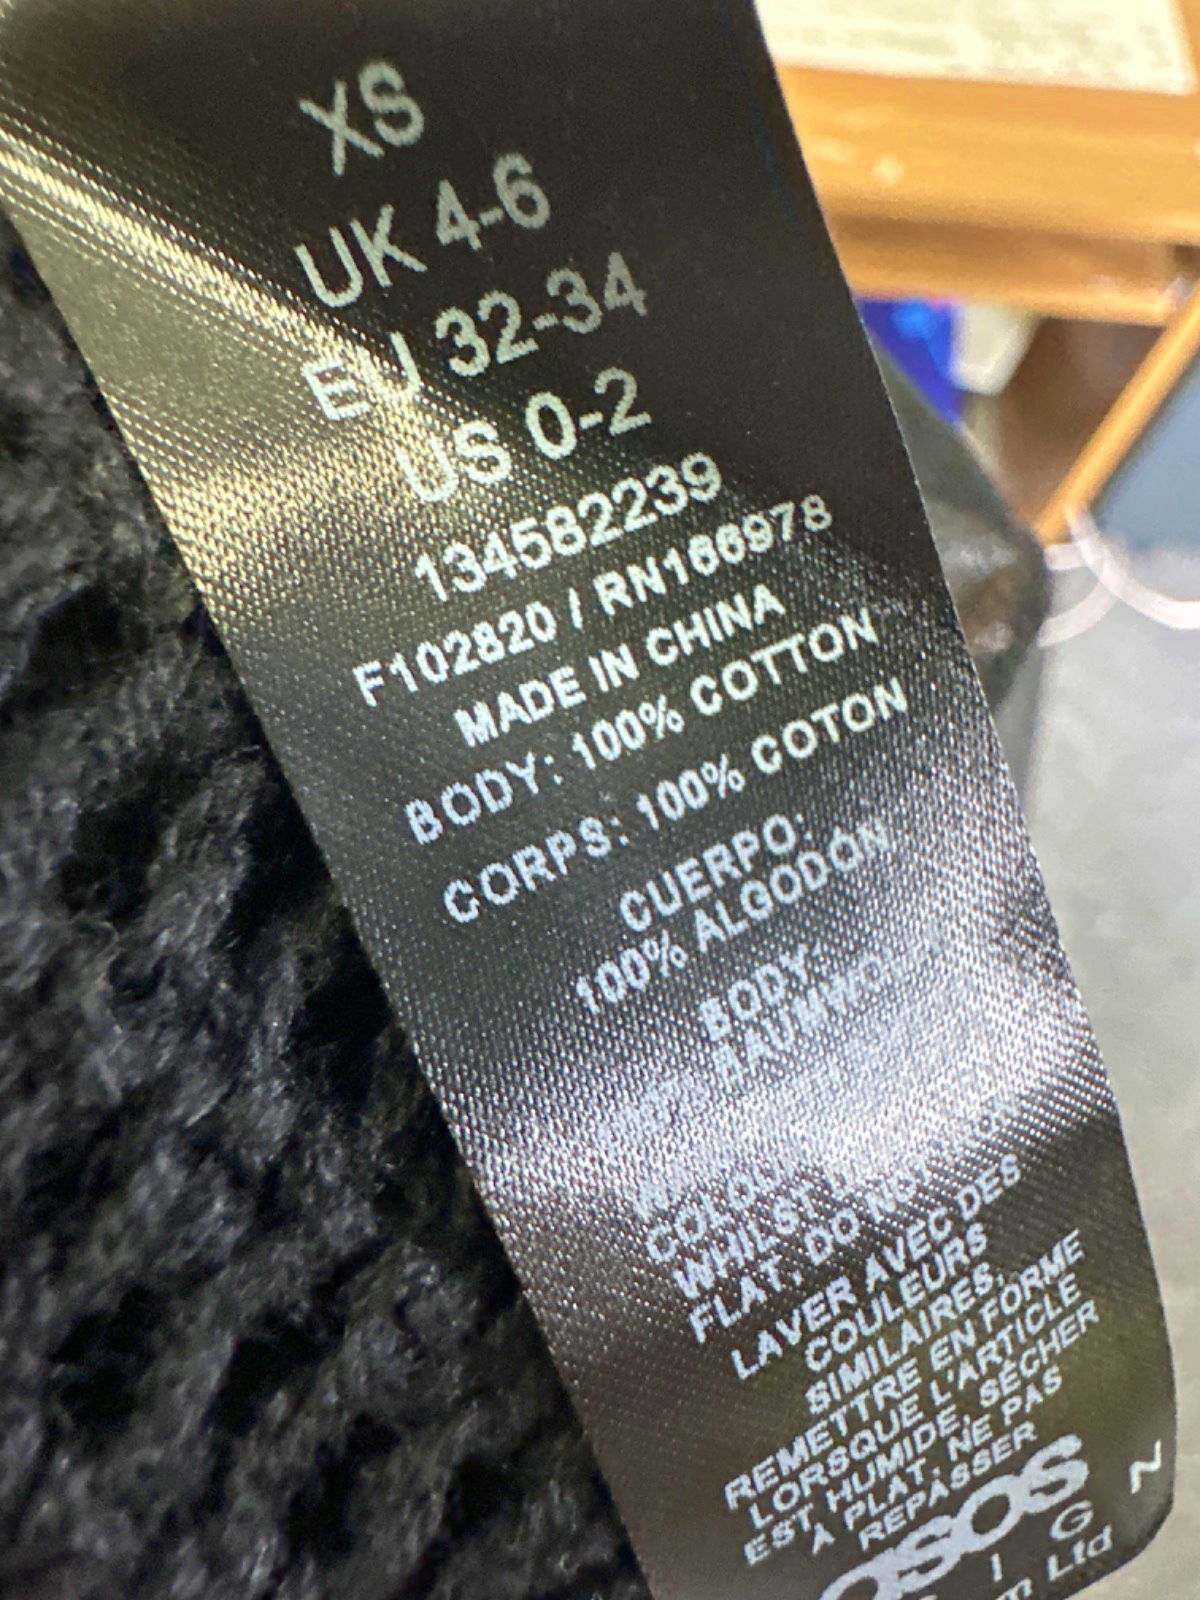 XS
UK 4-6
EU 32-34
US 0-2
134582239
F102820 / RN166978
MADE IN CHINA
BODY: 100% COTTON
CORPS: 100% COTON
CUERPO:
100% ALGODÓN
BODY:
WHILST
FLAT, DO NOT
LAVER AVEC DES
COULEURS
SIMILAIRES,
REMETTRE EN FORME
LORSQUE L'ARTICLE
EST HUMIDE, SÉCHER
À PLAT, NE PAS
REPASSER
asos
I G N
Ltd